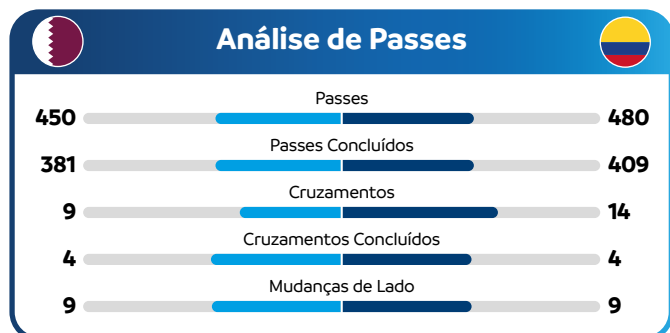 Análise de Passes
Passes
450 480
Passes Concluídos
381 409
Cruzamentos
9 14
Cruzamentos Concluídos
4 4
Mudanças de Lado
9 9